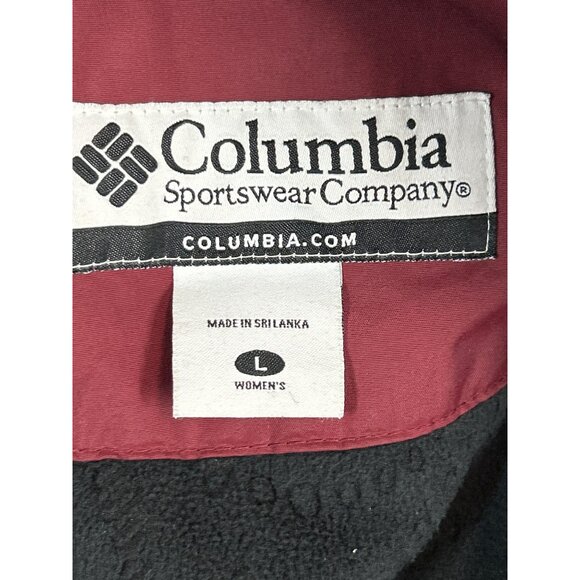 Columbia
Sportswear Company®
COLUMBIA.COM
MADE IN SRI LANKA
L
WOMEN'S